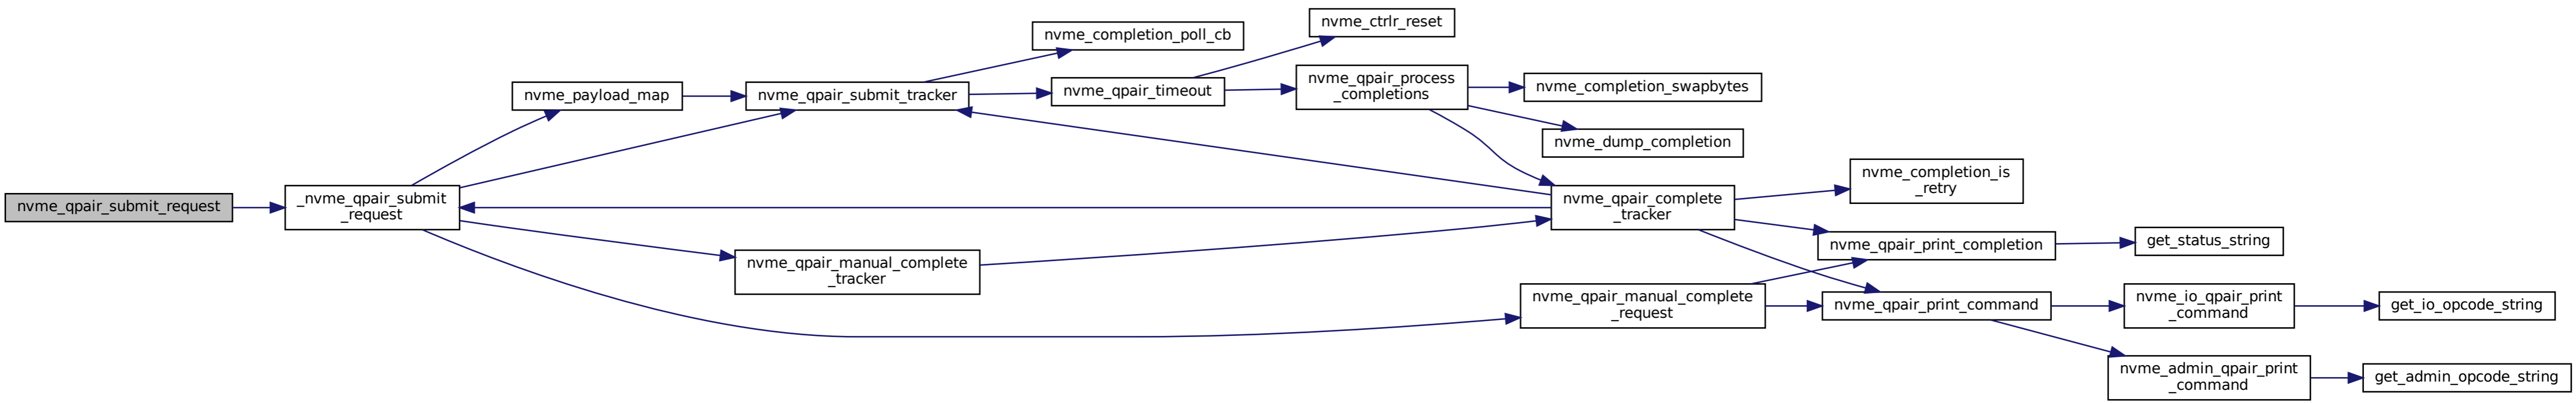 nvme_qpair_submit_request
_nvme_qpair_submit
_request
nvme_payload_map
nvme_qpair_submit_tracker
nvme_completion_poll_cb
nvme_qpair_timeout
nvme_ctrlr_reset
nvme_qpair_process
_completions
nvme_completion_swapbytes
nvme_dump_completion
nvme_qpair_complete
_tracker
nvme_completion_is
_retry
nvme_qpair_print_completion
get_status_string
nvme_qpair_manual_complete
_tracker
nvme_qpair_manual_complete
_request
nvme_qpair_print_command
nvme_io_qpair_print
_command
get_io_opcode_string
nvme_admin_qpair_print
_command
get_admin_opcode_string